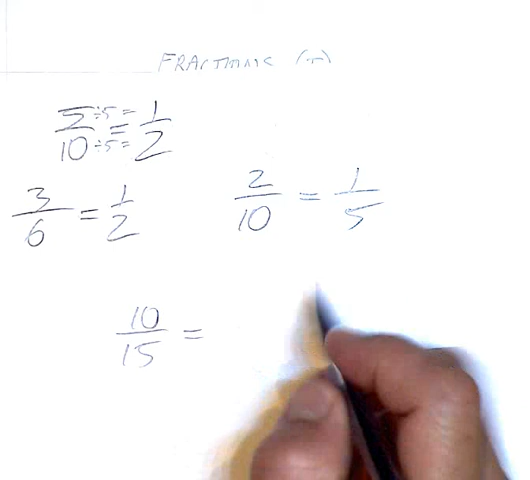 FRACTIONS
5 ÷5 = 1
10 ÷5 = 2
3/6 = 1/2
2/10 = 1/5
10/15 =